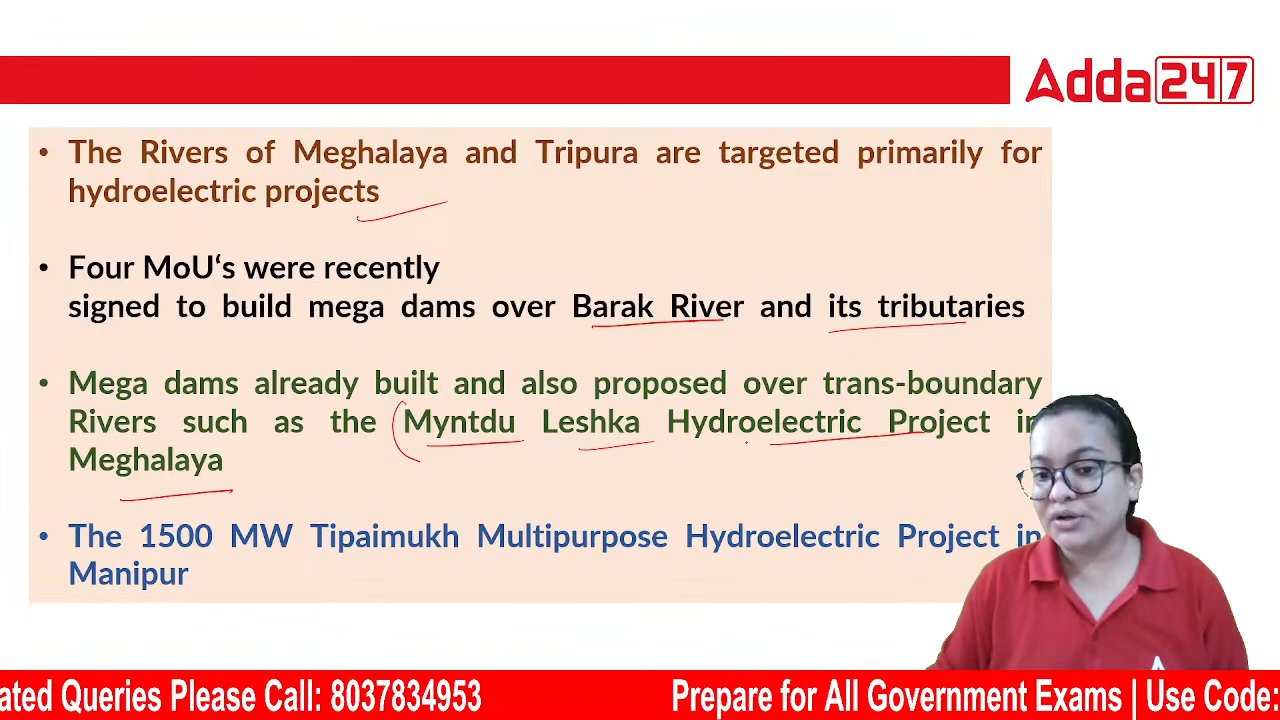 Adda247
• The Rivers of Meghalaya and Tripura are targeted primarily for
hydroelectric projects
• Four MoU‘s were recently
signed to build mega dams over Barak River and its tributaries
• Mega dams already built and also proposed over trans-boundary
Rivers such as the Myntdu Leshka Hydroelectric Project in
Meghalaya
• The 1500 MW Tipaimukh Multipurpose Hydroelectric Project in
Manipur
ated Queries Please Call: 8037834953 Prepare for All Government Exams | Use Code: